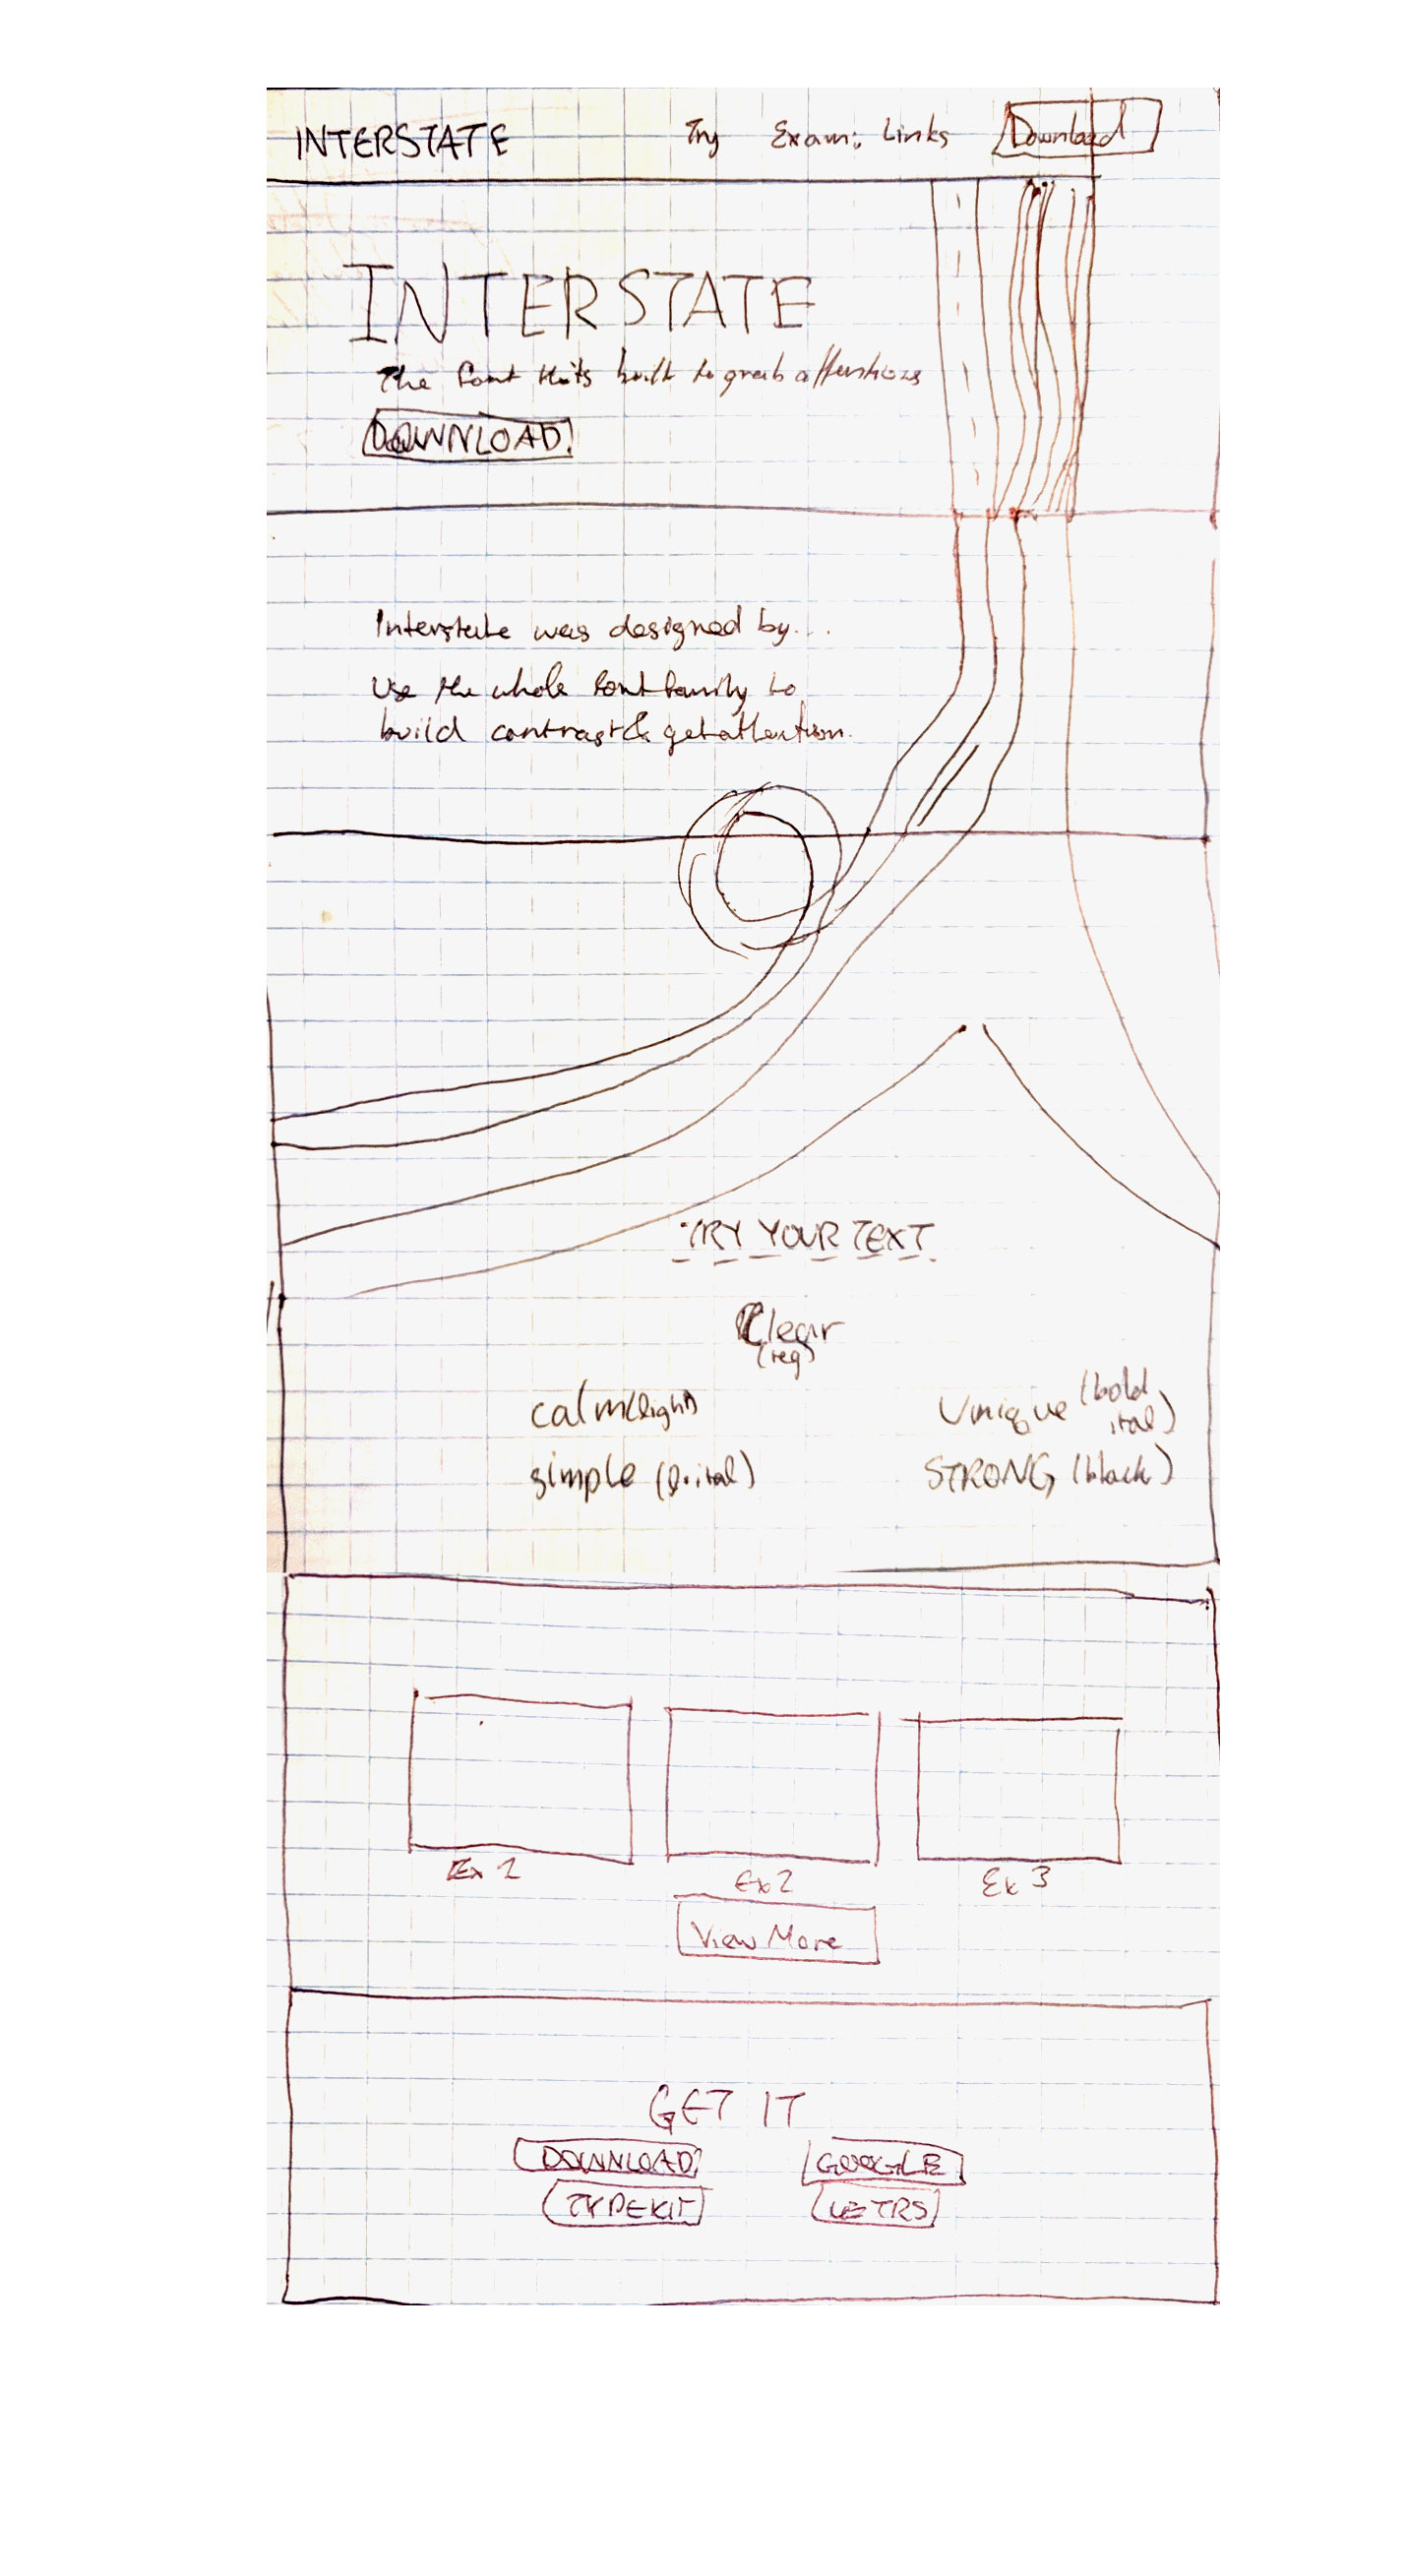 INTERSTATE Try Exam: Links Download
INTERSTATE
The font that's built to grab attentions
DOWNLOAD
Interstate was designed by...
Use the whole font family to
build contrast & get attention.
TRY YOUR TEXT
Clear
(reg)
calm (light)
simple (l. ital)
Unique (bold
ital)
STRONG (black)
Ex 1
Ex 2
Ex 3
View More
GET IT
DOWNLOAD GOOGLE
TYPEKIT